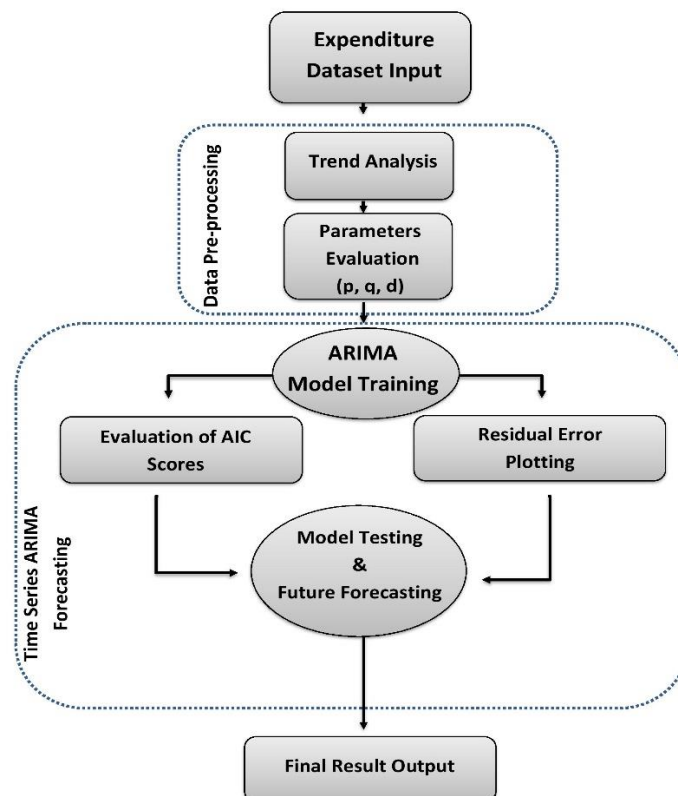 Expenditure
Dataset Input
Data Pre-processing
Trend Analysis
Parameters
Evaluation
(p, q, d)
Time Series ARIMA
Forecasting
ARIMA
Model Training
Evaluation of AIC
Scores
Residual Error
Plotting
Model Testing
&
Future Forecasting
Final Result Output